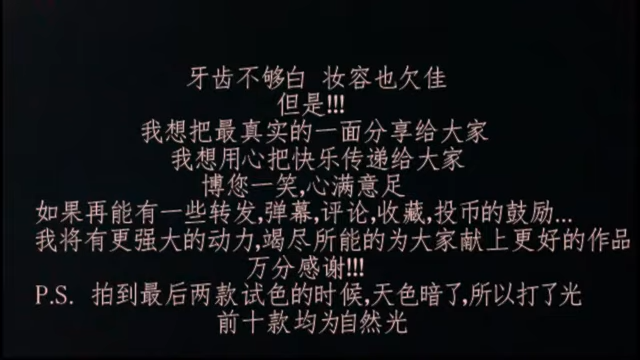 牙齿不够白 妆容也欠佳
但是!!!
我想把最真实的一面分享给大家
我想用心把快乐传递给大家
博您一笑,心满意足
如果再能有一些转发,弹幕,评论,收藏,投币的鼓励...
我将有更强大的动力,竭尽所能的为大家献上更好的作品
万分感谢!!!
P.S. 拍到最后两款试色的时候,天色暗了,所以打了光
前十款均为自然光